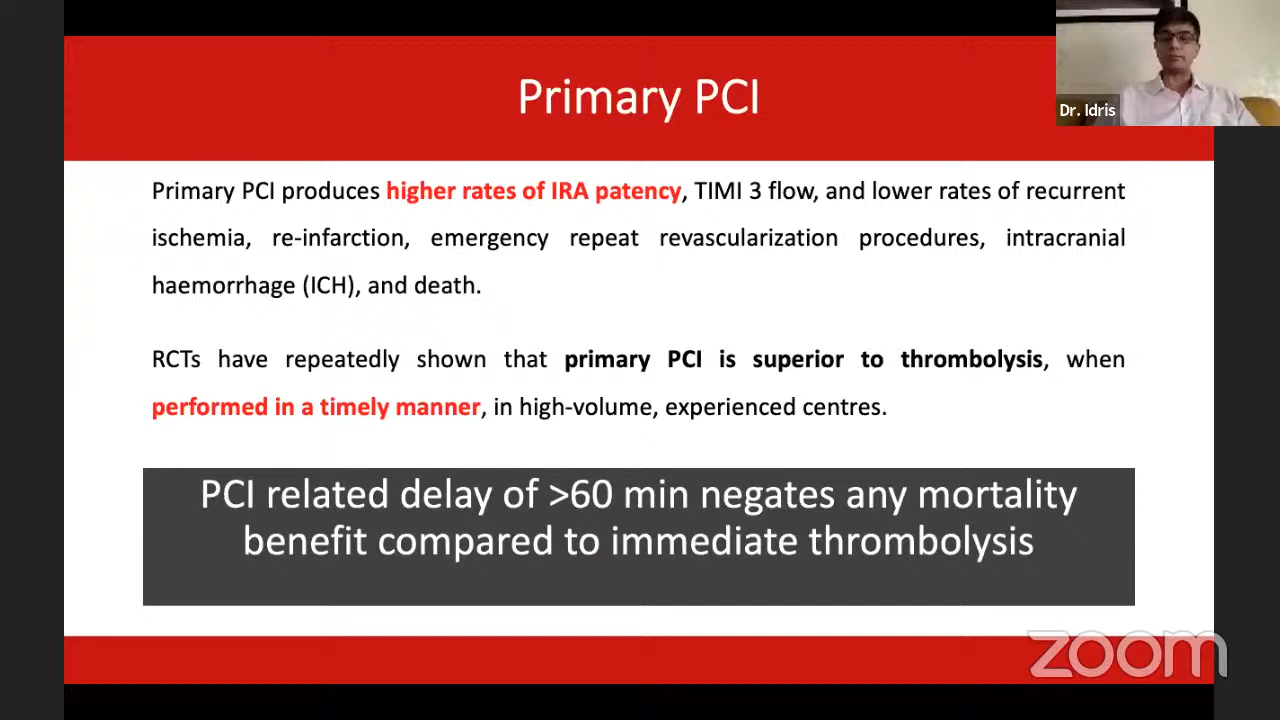 Primary PCI
Dr. Idris
Primary PCI produces higher rates of IRA patency, TIMI 3 flow, and lower rates of recurrent
ischemia, re-infarction, emergency repeat revascularization procedures, intracranial
haemorrhage (ICH), and death.
RCTs have repeatedly shown that primary PCI is superior to thrombolysis, when
performed in a timely manner, in high-volume, experienced centres.
PCI related delay of >60 min negates any mortality
benefit compared to immediate thrombolysis
zoom